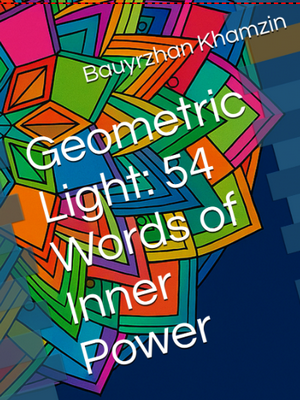 Bauyrzhan Khamzin
Geometric
Light: 54
Words of
Inner
Power